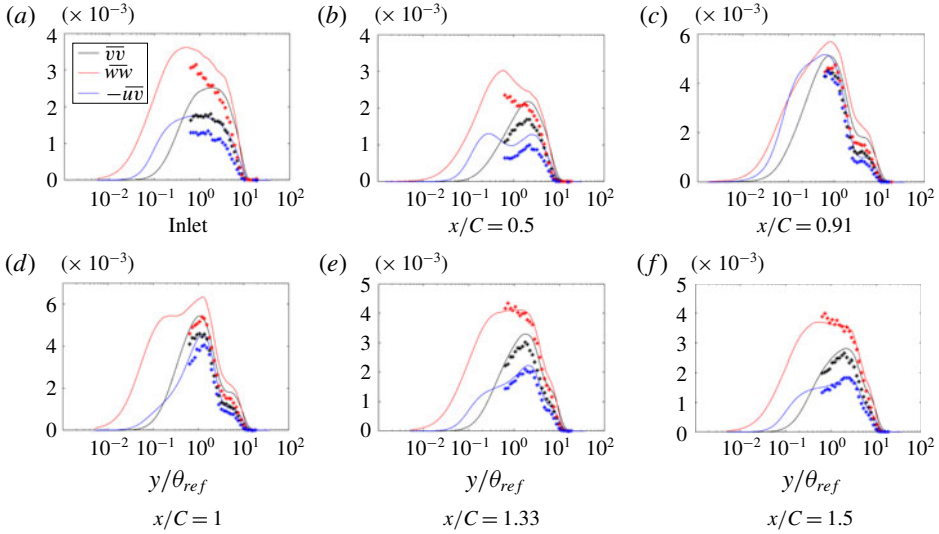 (a) (× 10⁻³) (b) (× 10⁻³) (c) (× 10⁻³)
4 3 2 1 0
v̅v̅
w̅w̅
−u̅v̅
10⁻² 10⁻¹ 10⁰ 10¹ 10²
Inlet
4 3 2 1 0
10⁻² 10⁻¹ 10⁰ 10¹ 10²
x/C = 0.5
6 4 2 0
10⁻² 10⁻¹ 10⁰ 10¹ 10²
x/C = 0.91
(d) (× 10⁻³) (e) (× 10⁻³) (f) (× 10⁻³)
6 4 2 0
10⁻² 10⁻¹ 10⁰ 10¹ 10²
y/θref
x/C = 1
5 4 3 2 1 0
10⁻² 10⁻¹ 10⁰ 10¹ 10²
y/θref
x/C = 1.33
5 4 3 2 1 0
10⁻² 10⁻¹ 10⁰ 10¹ 10²
y/θref
x/C = 1.5